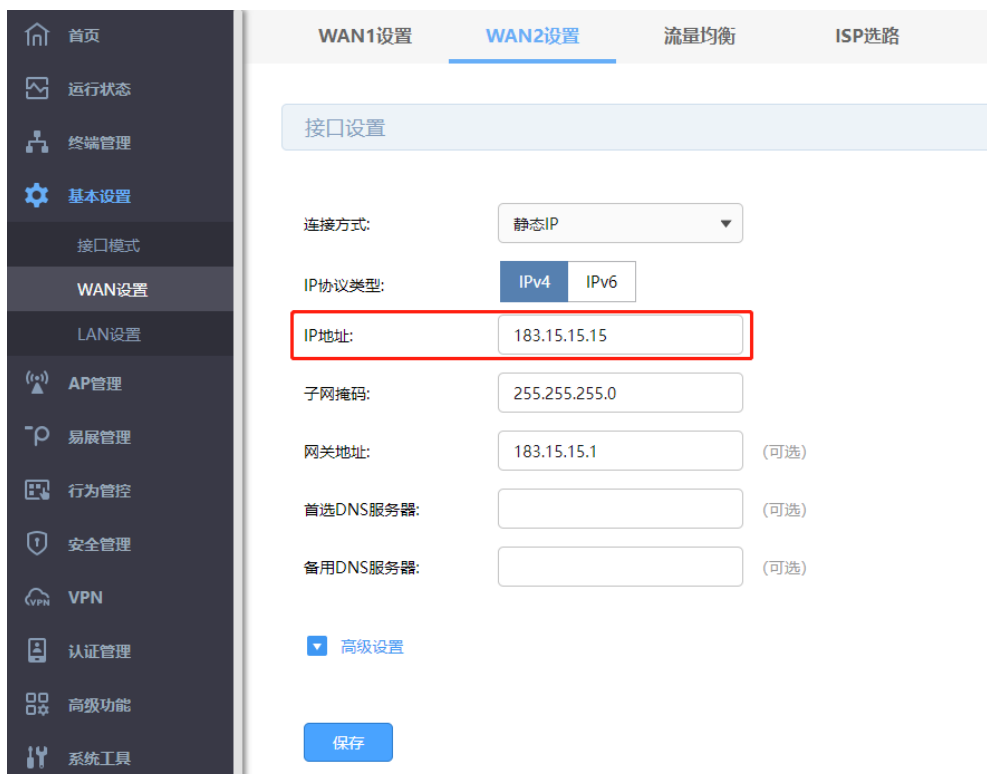 首页
运行状态
终端管理
基本设置
接口模式
WAN设置
LAN设置
AP管理
易展管理
行为管控
安全管理
VPN
认证管理
高级功能
系统工具
WAN1设置 WAN2设置 流量均衡 ISP选路
接口设置
连接方式: 静态IP
IP协议类型: IPv4 IPv6
IP地址: 183.15.15.15
子网掩码: 255.255.255.0
网关地址: 183.15.15.1 (可选)
首选DNS服务器: (可选)
备用DNS服务器: (可选)
高级设置
保存